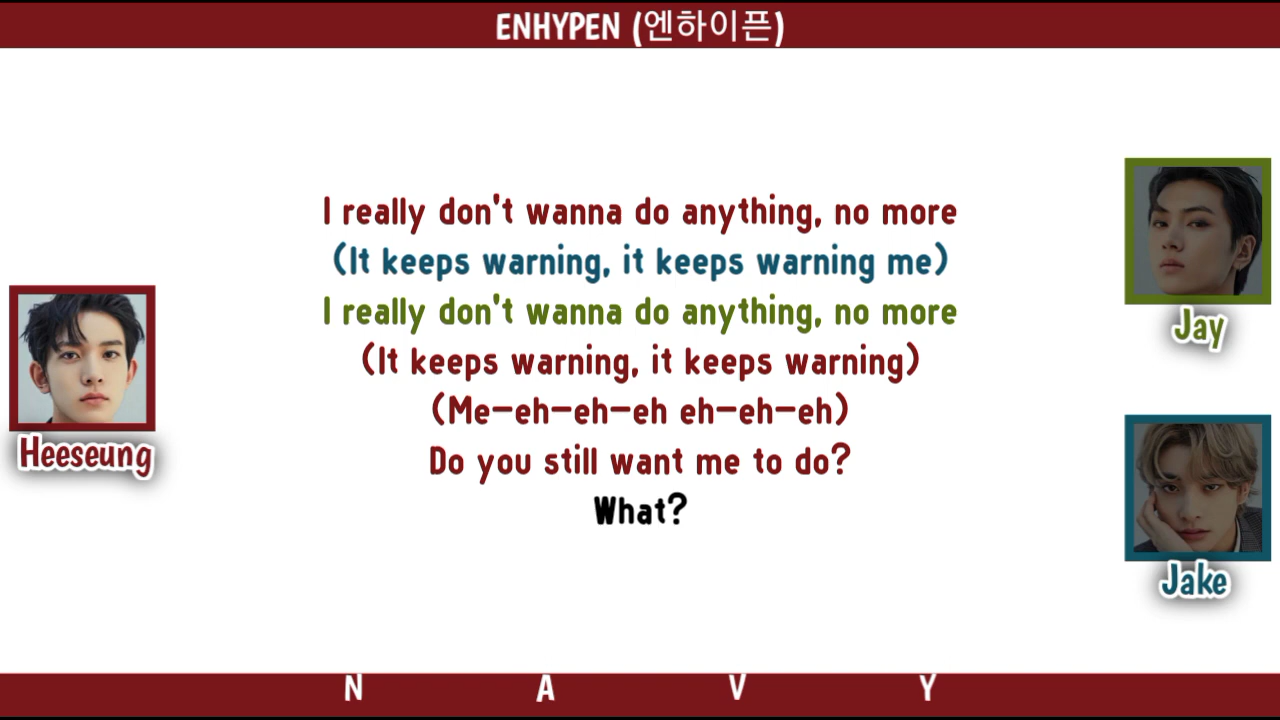 ENHYPEN (엔하이픈)
I really don't wanna do anything, no more
(It keeps warning, it keeps warning me)
I really don't wanna do anything, no more
(It keeps warning, it keeps warning)
(Me-eh-eh-eh eh-eh-eh)
Do you still want me to do?
What?
Heeseung
Jay
Jake
N A V Y